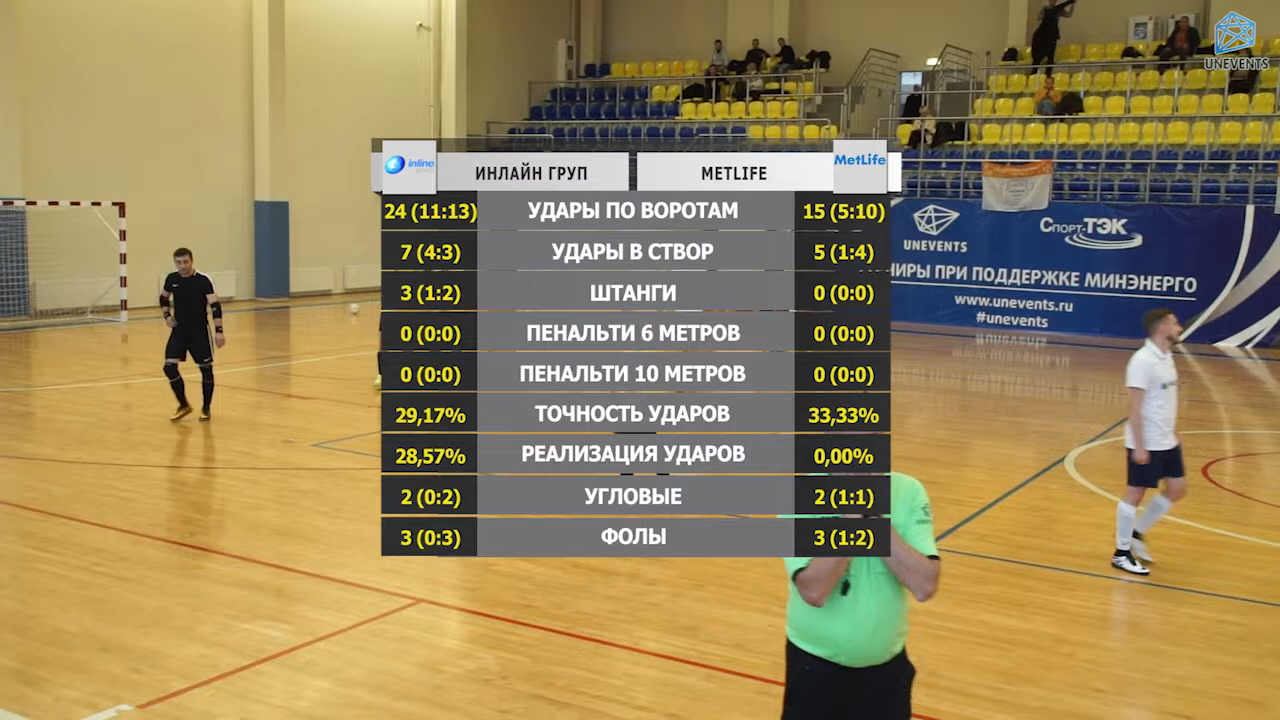 UNEVENTS
inline
group
ИНЛАЙН ГРУП
METLIFE
MetLife
24 (11:13) УДАРЫ ПО ВОРОТАМ 15 (5:10)
7 (4:3) УДАРЫ В СТВОР 5 (1:4)
3 (1:2) ШТАНГИ 0 (0:0)
0 (0:0) ПЕНАЛЬТИ 6 МЕТРОВ 0 (0:0)
0 (0:0) ПЕНАЛЬТИ 10 МЕТРОВ 0 (0:0)
29,17% ТОЧНОСТЬ УДАРОВ 33,33%
28,57% РЕАЛИЗАЦИЯ УДАРОВ 0,00%
2 (0:2) УГЛОВЫЕ 2 (1:1)
3 (0:3) ФОЛЫ 3 (1:2)
UNEVENTS
СПОРТ-ТЭК
НИРЫ ПРИ ПОДДЕРЖКЕ МИНЭНЕРГО
www.unevents.ru
#unevents